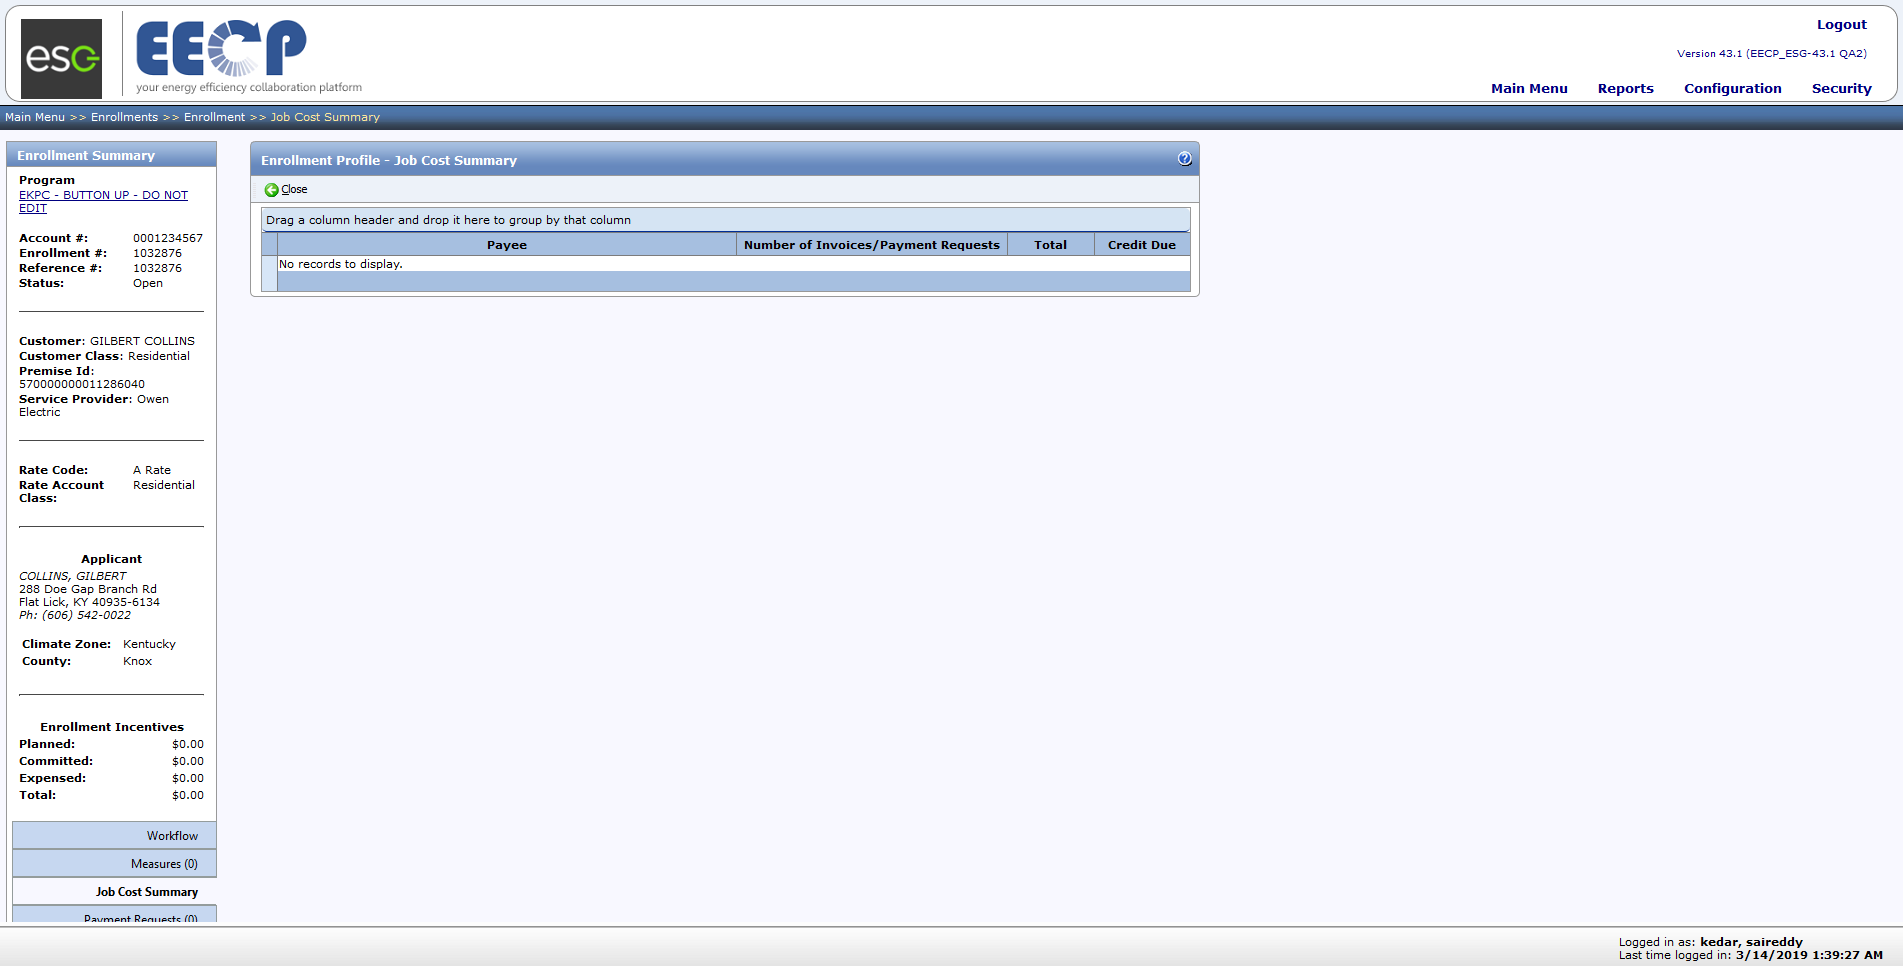 esg
EECP
your energy efficiency collaboration platform
Logout
Version 43.1 (EECP_ESG-43.1 QA2)
Main Menu Reports Configuration Security
Main Menu >> Enrollments >> Enrollment >> Job Cost Summary
Enrollment Summary
Program
EKPC - BUTTON UP - DO NOT
EDIT
Account #: 0001234567
Enrollment #: 1032876
Reference #: 1032876
Status: Open
Customer: GILBERT COLLINS
Customer Class: Residential
Premise Id:
570000000011286040
Service Provider: Owen
Electric
Rate Code: A Rate
Rate Account Residential
Class:
Applicant
COLLINS, GILBERT
288 Doe Gap Branch Rd
Flat Lick, KY 40935-6134
Ph: (606) 542-0022
Climate Zone: Kentucky
County: Knox
Enrollment Incentives
Planned: $0.00
Committed: $0.00
Expensed: $0.00
Total: $0.00
Workflow
Measures (0)
Job Cost Summary
Payment Requests (0)
Enrollment Profile - Job Cost Summary
?
Close
Drag a column header and drop it here to group by that column
Payee Number of Invoices/Payment Requests Total Credit Due
No records to display.
Logged in as: kedar, saireddy
Last time logged in: 3/14/2019 1:39:27 AM